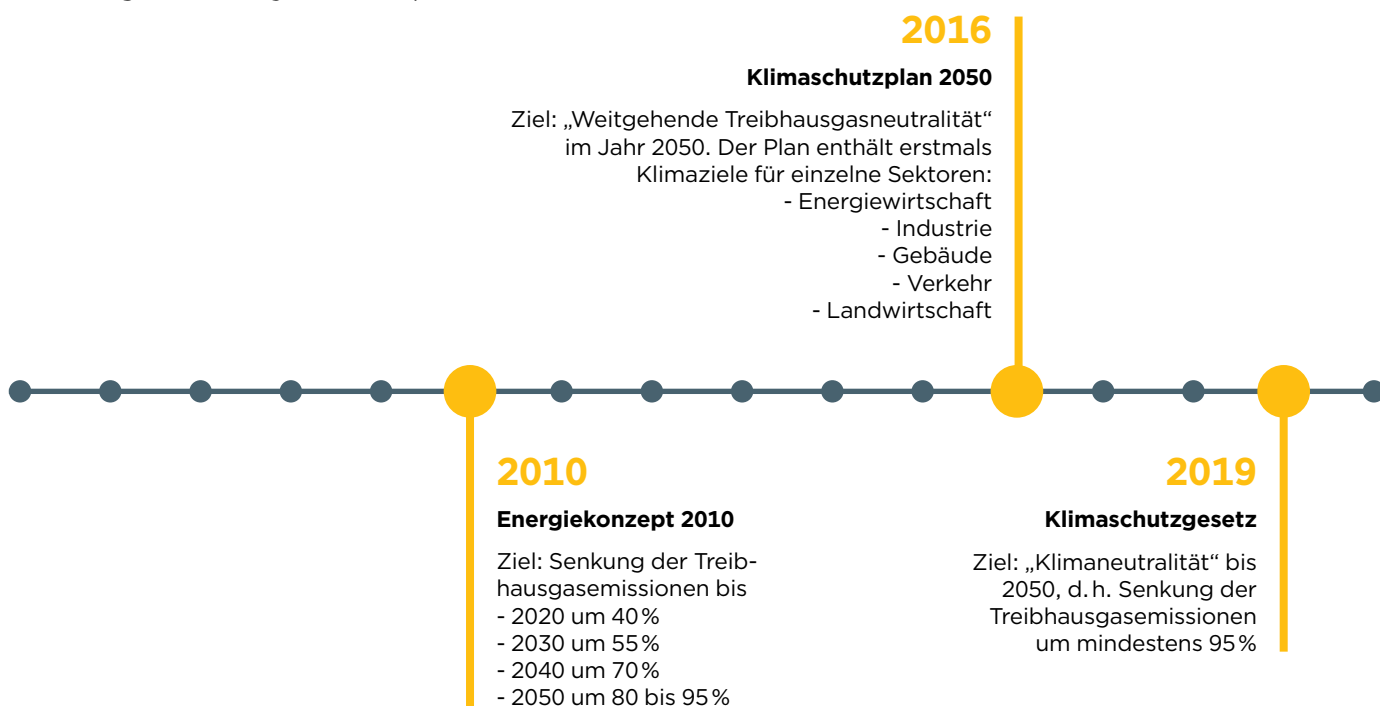 2016
Klimaschutzplan 2050
Ziel: „Weitgehende Treibhausgasneutralität“
im Jahr 2050. Der Plan enthält erstmals
Klimaziele für einzelne Sektoren:
- Energiewirtschaft
- Industrie
- Gebäude
- Verkehr
- Landwirtschaft
2010
Energiekonzept 2010
Ziel: Senkung der Treib-
hausgasemissionen bis
- 2020 um 40 %
- 2030 um 55 %
- 2040 um 70 %
- 2050 um 80 bis 95 %
2019
Klimaschutzgesetz
Ziel: „Klimaneutralität“ bis
2050, d. h. Senkung der
Treibhausgasemissionen
um mindestens 95 %